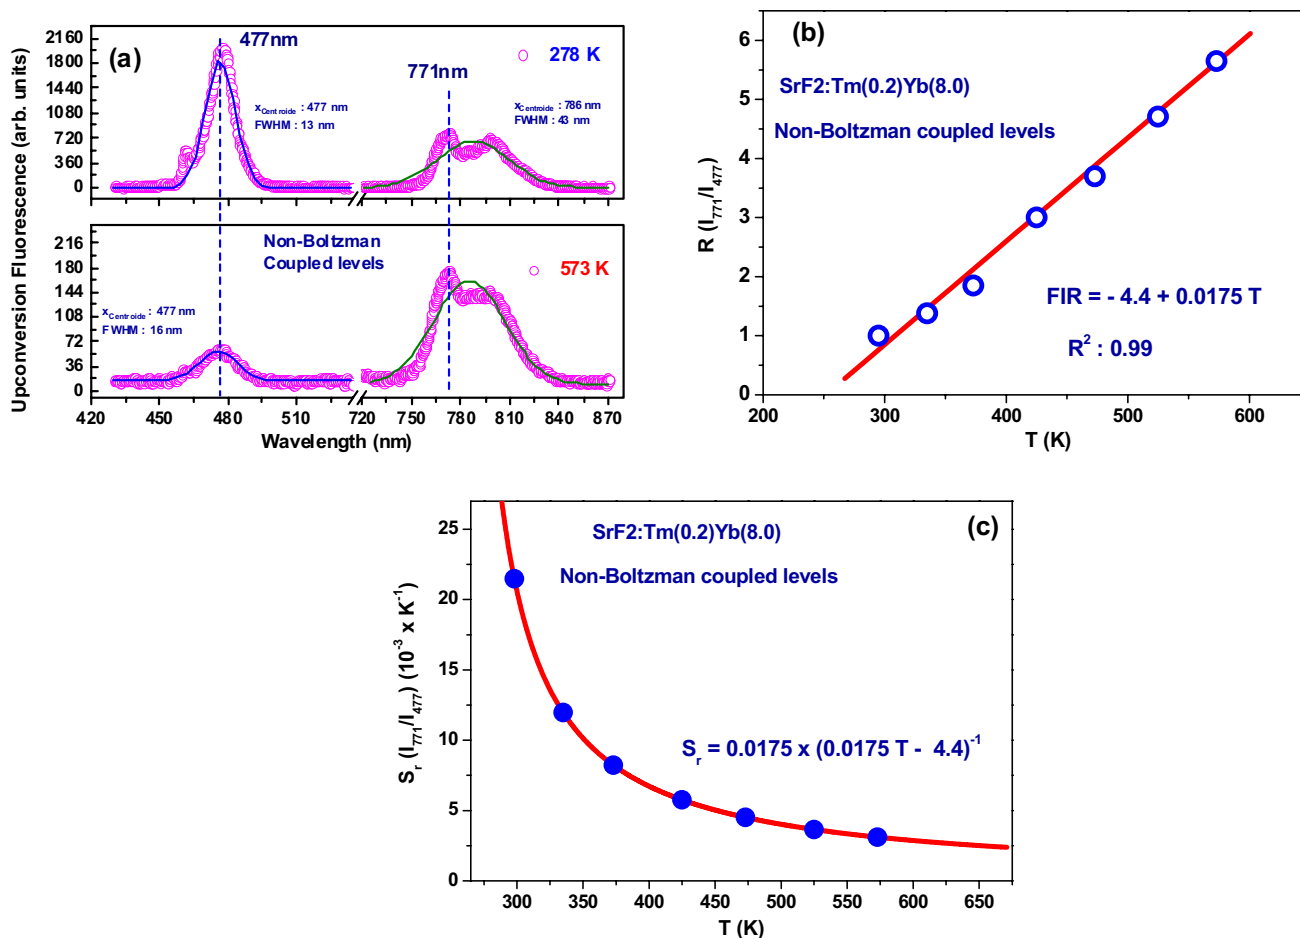 (a)
477nm
771nm
278 K
xCentroide : 477 nm
FWHM : 13 nm
xCentroide : 786 nm
FWHM : 43 nm
2160
1800
1440
1080
720
360
0
Non-Boltzman
Coupled levels
573 K
xCentroide : 477 nm
FWHM : 16 nm
216
180
144
108
72
36
0
420 450 480 510 720 750 780 810 840 870
Wavelength (nm)
Upconversion Fluorescence (arb. units)
(b)
SrF2:Tm(0.2)Yb(8.0)
Non-Boltzman coupled levels
FIR = - 4.4 + 0.0175 T
R² : 0.99
6
5
4
3
2
1
0
200 300 400 500 600
T (K)
R (I₇₇₁/I₄₇₇)
(c)
SrF2:Tm(0.2)Yb(8.0)
Non-Boltzman coupled levels
Sᵣ = 0.0175 x (0.0175 T - 4.4)⁻¹
25
20
15
10
5
0
300 350 400 450 500 550 600 650
T (K)
Sᵣ (I₇₇₁/I₄₇₇) (10⁻³ x K⁻¹)